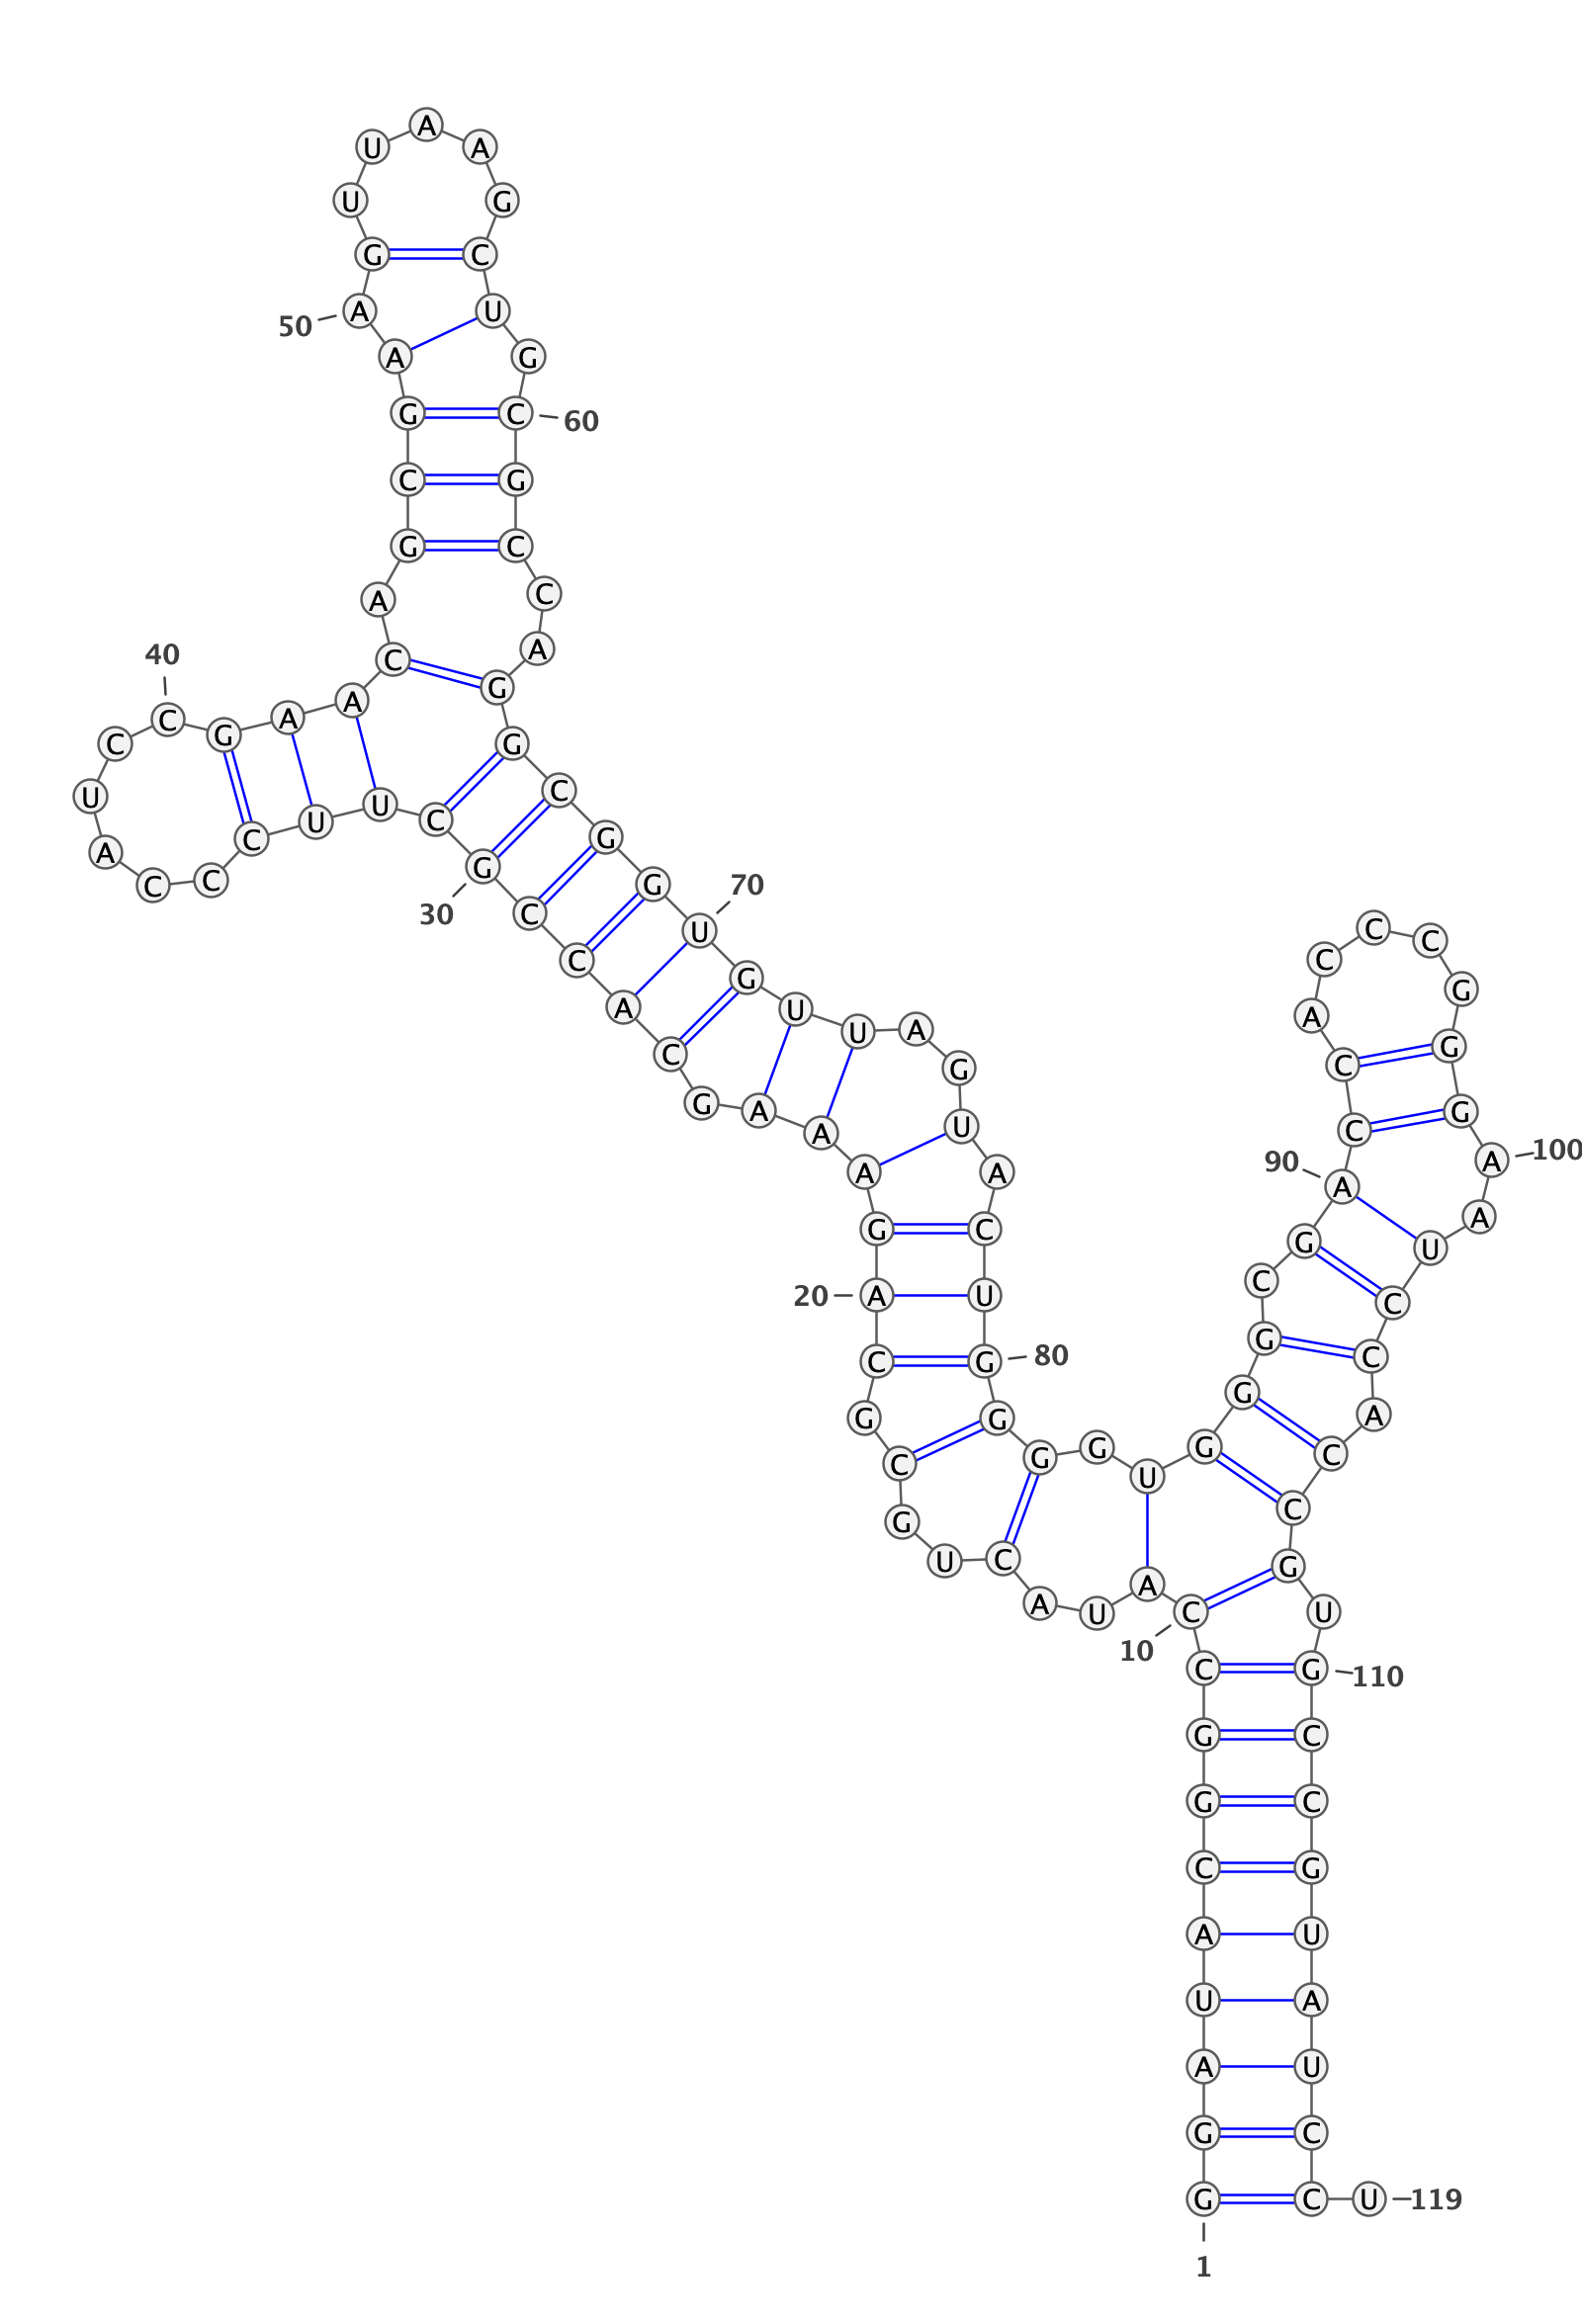 A
U A
U G
G C
50 A U
A G
G C 60
C G
G C
A C
40 C A
A G
C C G A G
U C
C U U C G
A C C G G 70
30 C U C C
C G C
A U U A A G
C G C G
G A A U C G
A A 90 A A 100
G C G U A
20 A U C C
C G 80 G C
G G G A
C G G U G C
G C
U C A G
A U C U
10
C G 110
G C
G C
C G
A U
U A
A U
G C
G C U 119
1